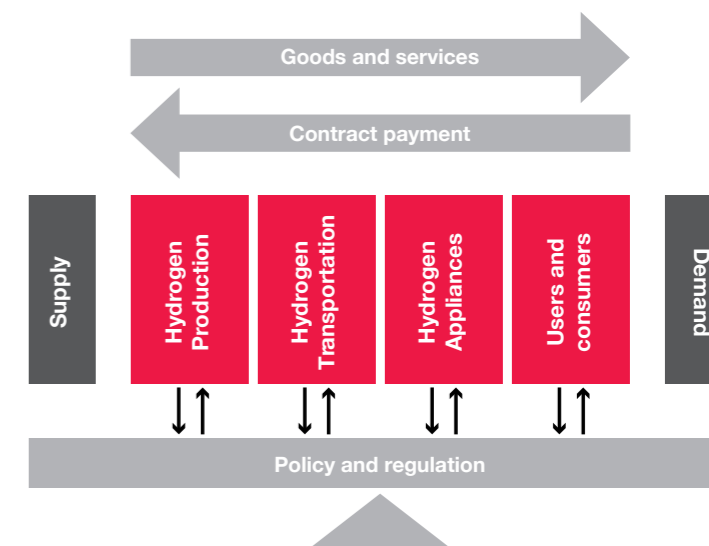 Goods and services
Contract payment
Supply
Hydrogen
Production
Hydrogen
Transportation
Hydrogen
Appliances
Users and
consumers
Demand
Policy and regulation